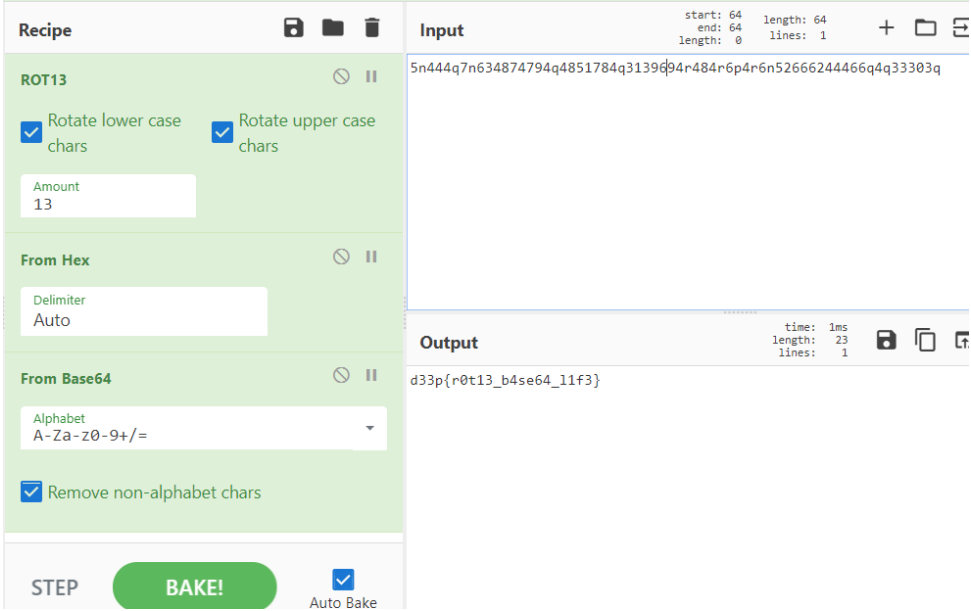 Recipe
ROT13
Rotate lower case chars
Rotate upper case chars
Amount
13
From Hex
Delimiter
Auto
From Base64
Alphabet
A-Za-z0-9+/=
Remove non-alphabet chars
STEP
BAKE!
Auto Bake
Input
start: 64
end: 64
length: 0
length: 64
lines: 1
5n444q7n634874794q4851784q3139694r484r6p4r6n52666244466q4q33303q
Output
time: 1ms
length: 23
lines: 1
d33p{r0t13_b4se64_l1f3}